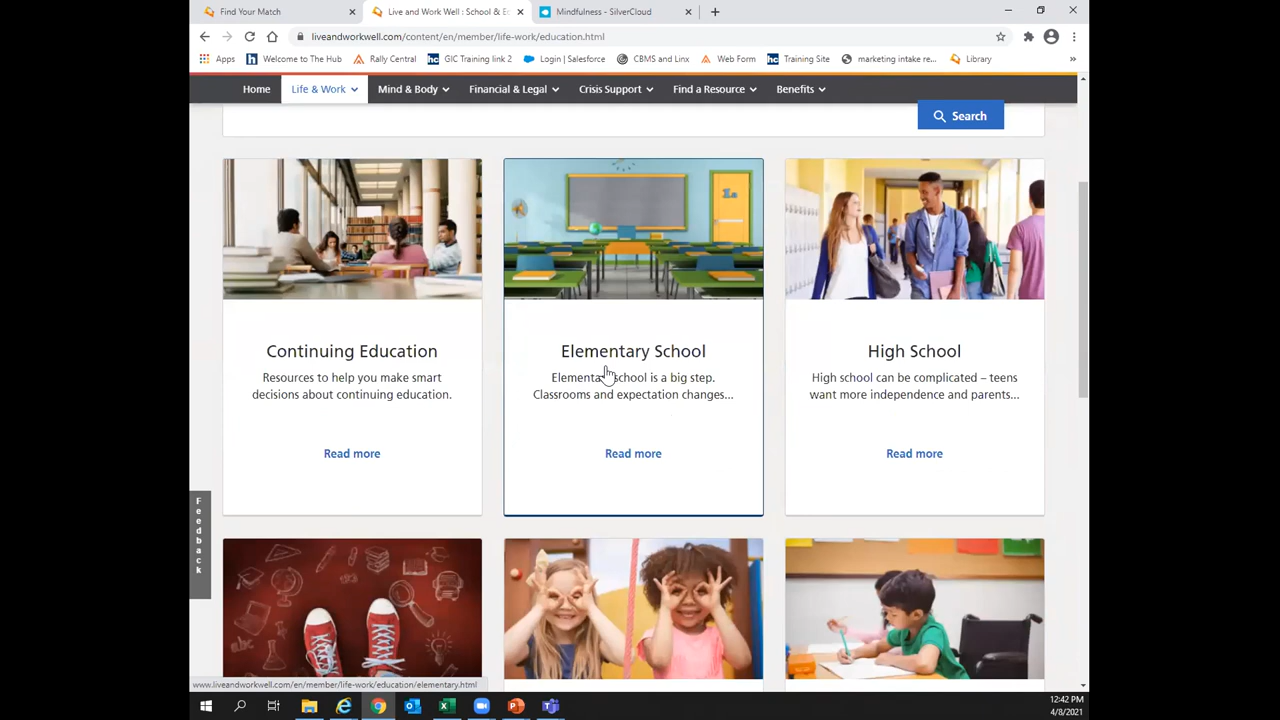 Find Your Match
Live and Work Well : School & E
Mindfulness - SilverCloud
liveandworkwell.com/content/en/member/life-work/education.html
Apps
Welcome to The Hub
Rally Central
GIC Training link 2
Login | Salesforce
CBMS and Linx
Web Form
Training Site
marketing intake re...
Library
Home
Life & Work
Mind & Body
Financial & Legal
Crisis Support
Find a Resource
Benefits
Search
Continuing Education
Resources to help you make smart
decisions about continuing education.
Read more
Elementary School
Elementary school is a big step.
Classrooms and expectation changes...
Read more
High School
High school can be complicated – teens
want more independence and parents...
Read more
Feedback
www.liveandworkwell.com/en/member/life-work/education/elementary.html
12:42 PM
4/8/2021